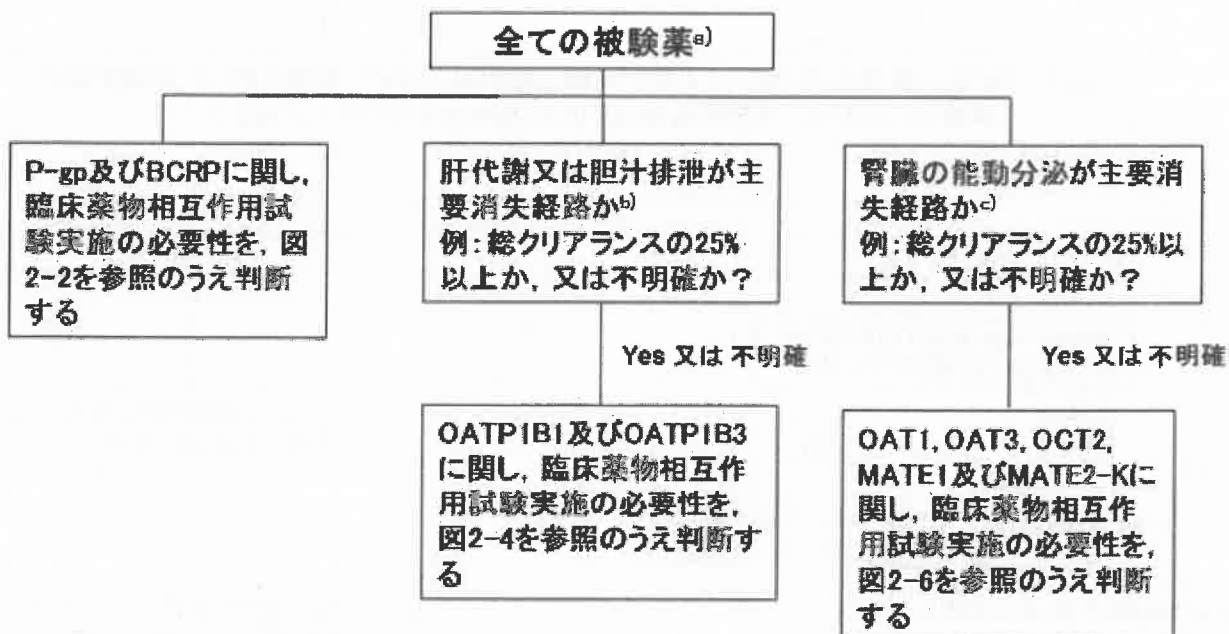 全ての被験薬a)
P-gp及びBCRPに関し,
臨床薬物相互作用試
験実施の必要性を, 図
2-2を参照のうえ判断
する
肝代謝又は胆汁排泄が主
要消失経路かb)
例:総クリアランスの25%
以上か, 又は不明確か?
腎臓の能動分泌が主要消
失経路かc)
例:総クリアランスの25%以
上か, 又は不明確か?
Yes 又は 不明確
Yes 又は 不明確
OATP1B1及びOATP1B3
に関し, 臨床薬物相互作
用試験実施の必要性を,
図2-4を参照のうえ判断す
る
OAT1, OAT3, OCT2,
MATE1及びMATE2-Kに
関し, 臨床薬物相互作
用試験実施の必要性を,
図2-6を参照のうえ判断
する